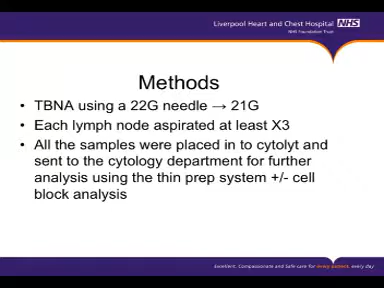 Liverpool Heart and Chest Hospital NHS
NHS Foundation Trust
Methods
• TBNA using a 22G needle → 21G
• Each lymph node aspirated at least X3
• All the samples were placed in to cytolyt and
sent to the cytology department for further
analysis using the thin prep system +/- cell
block analysis
Excellent, Compassionate and Safe care for every patient, every day